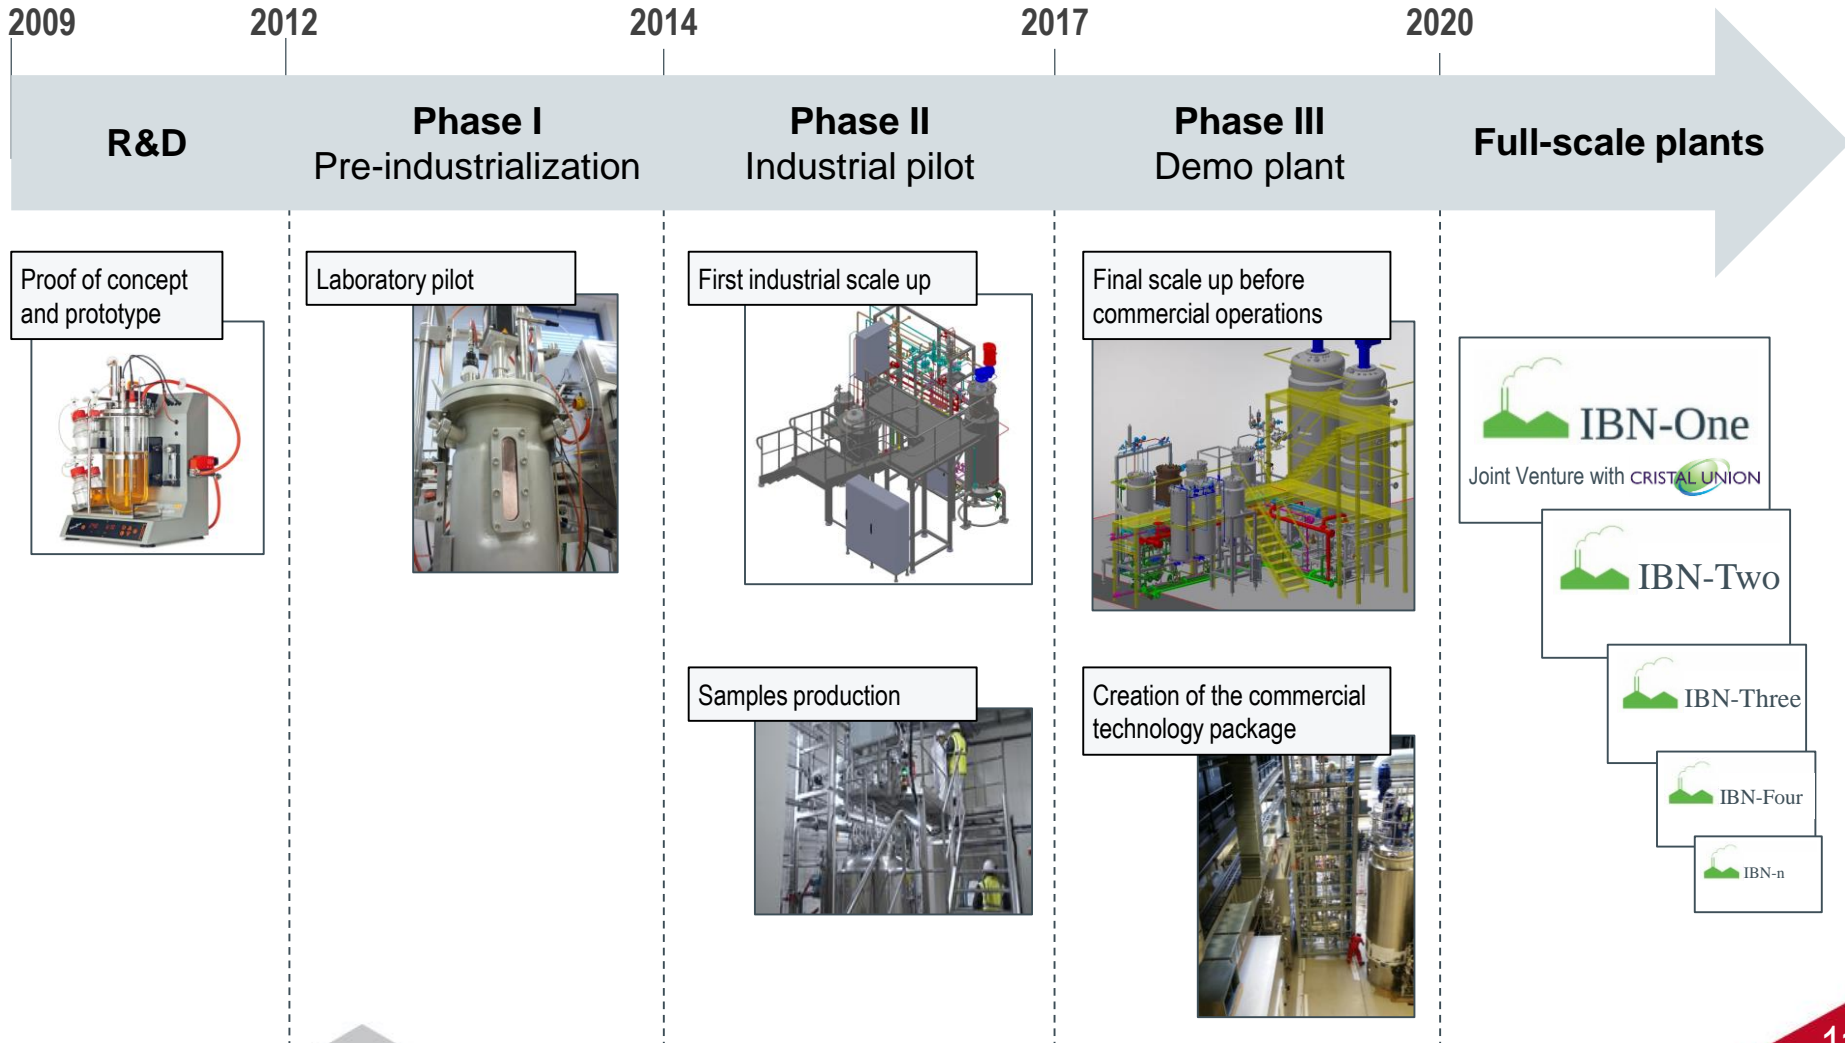 2009
2012
2014
2017
2020
R&D
Phase I
Pre-industrialization
Phase II
Industrial pilot
Phase III
Demo plant
Full-scale plants
Proof of concept
and prototype
Laboratory pilot
First industrial scale up
Samples production
Final scale up before
commercial operations
Creation of the commercial
technology package
IBN-One
Joint Venture with CRISTAL UNION
IBN-Two
IBN-Three
IBN-Four
IBN-n